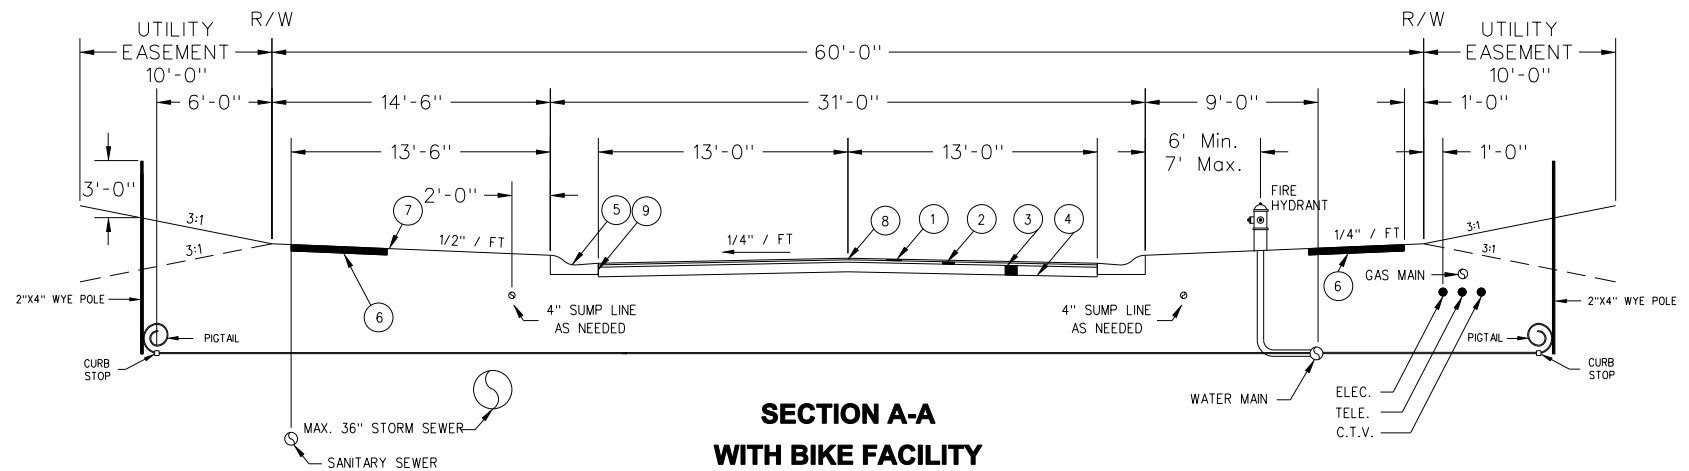 R/W
R/W
UTILITY
EASEMENT
10'-0"
60'-0"
UTILITY
EASEMENT
10'-0"
6'-0"
14'-6"
31'-0"
9'-0"
1'-0"
13'-6"
13'-0"
13'-0"
6' Min.
7' Max.
1'-0"
3'-0"
2'-0"
FIRE
HYDRANT
3:1
3:1
7
5
9
8
1
2
3
4
1/2" / FT
1/4" / FT
1/4" / FT
3:1
3:1
GAS MAIN
6
6
2"X4" WYE POLE
2"X4" WYE POLE
4" SUMP LINE
AS NEEDED
4" SUMP LINE
AS NEEDED
PIGTAIL
PIGTAIL
CURB
STOP
CURB
STOP
WATER MAIN
ELEC.
TELE.
C.T.V.
MAX. 36" STORM SEWER
SANITARY SEWER
SECTION A-A
WITH BIKE FACILITY